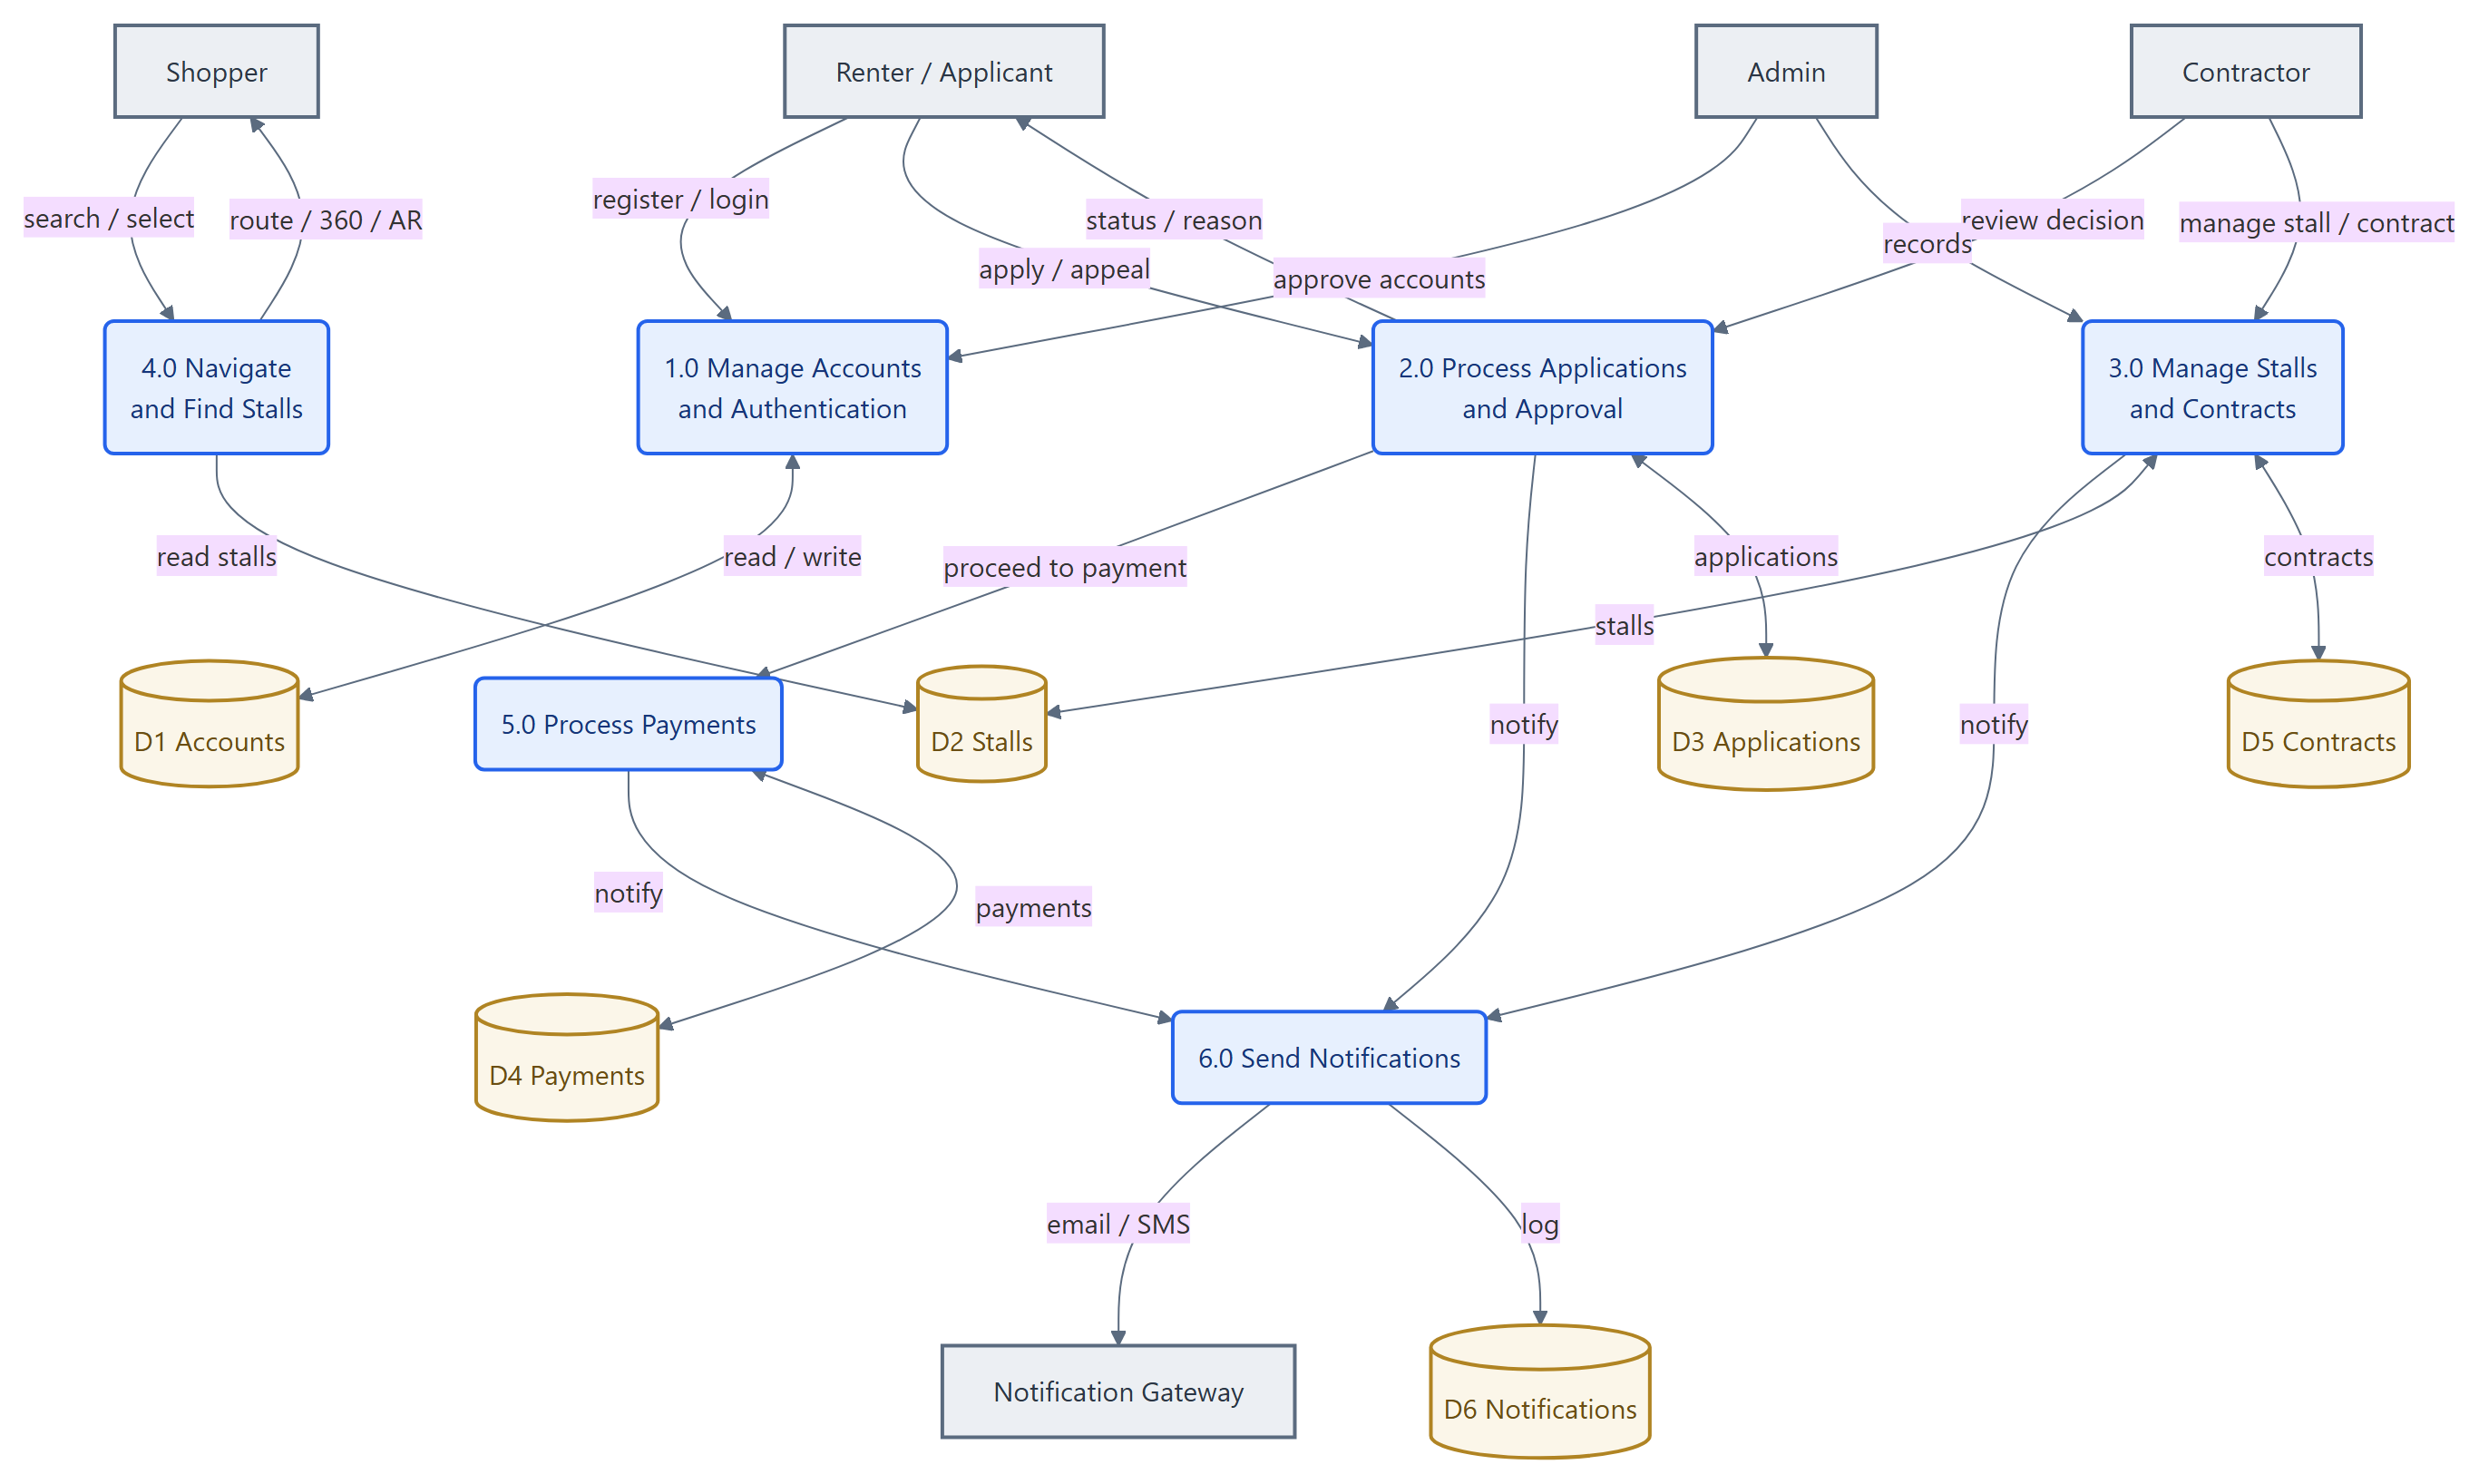 Shopper
Renter / Applicant
Admin
Contractor
register / login
search / select
route / 360 / AR
status / reason
review decision
manage stall / contract
records
apply / appeal
approve accounts
4.0 Navigate
and Find Stalls
1.0 Manage Accounts
and Authentication
2.0 Process Applications
and Approval
3.0 Manage Stalls
and Contracts
read stalls
read / write
proceed to payment
applications
contracts
stalls
D1 Accounts
5.0 Process Payments
D2 Stalls
notify
D3 Applications
notify
D5 Contracts
notify
payments
D4 Payments
6.0 Send Notifications
email / SMS
log
Notification Gateway
D6 Notifications